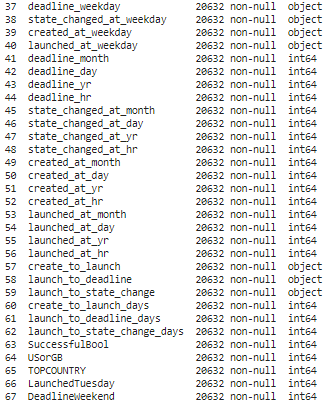 37 deadline_weekday 20632 non-null object
38 state_changed_at_weekday 20632 non-null object
39 created_at_weekday 20632 non-null object
40 launched_at_weekday 20632 non-null object
41 deadline_month 20632 non-null int64
42 deadline_day 20632 non-null int64
43 deadline_yr 20632 non-null int64
44 deadline_hr 20632 non-null int64
45 state_changed_at_month 20632 non-null int64
46 state_changed_at_day 20632 non-null int64
47 state_changed_at_yr 20632 non-null int64
48 state_changed_at_hr 20632 non-null int64
49 created_at_month 20632 non-null int64
50 created_at_day 20632 non-null int64
51 created_at_yr 20632 non-null int64
52 created_at_hr 20632 non-null int64
53 launched_at_month 20632 non-null int64
54 launched_at_day 20632 non-null int64
55 launched_at_yr 20632 non-null int64
56 launched_at_hr 20632 non-null int64
57 create_to_launch 20632 non-null object
58 launch_to_deadline 20632 non-null object
59 launch_to_state_change 20632 non-null object
60 create_to_launch_days 20632 non-null int64
61 launch_to_deadline_days 20632 non-null int64
62 launch_to_state_change_days 20632 non-null int64
63 SuccessfulBool 20632 non-null int64
64 USorGB 20632 non-null int64
65 TOPCOUNTRY 20632 non-null int64
66 LaunchedTuesday 20632 non-null int64
67 DeadlineWeekend 20632 non-null int64